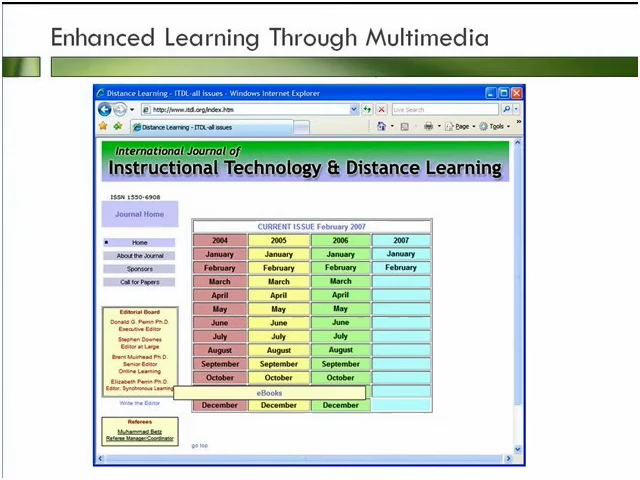 Enhanced Learning Through Multimedia
Distance Learning - ITDL-all issues - Windows Internet Explorer
http://www.itdl.org/index.htm
Live Search
Distance Learning - ITDL-all issues
Page
Tools
International Journal of
Instructional Technology & Distance Learning
ISSN 1550-6908
Journal Home
Home
About the Journal
Sponsors
Call for Papers
Editorial Board
Donald G. Perrin Ph.D.
Executive Editor
Stephen Downes
Editor at Large
Brent Muirhead Ph.D.
Senior Editor
Online Learning
Elizabeth Perrin Ph.D.
Editor, Synchronous Learning
Write the Editor
Referees
Muhammad Betz
Referee Manager/Coordinator
CURRENT ISSUE February 2007
2004 2005 2006 2007
January January January January
February February February February
March March March
April April April
May May May
June June June
July July July
August August August
September September September
October October October
eBooks
December December December
go top